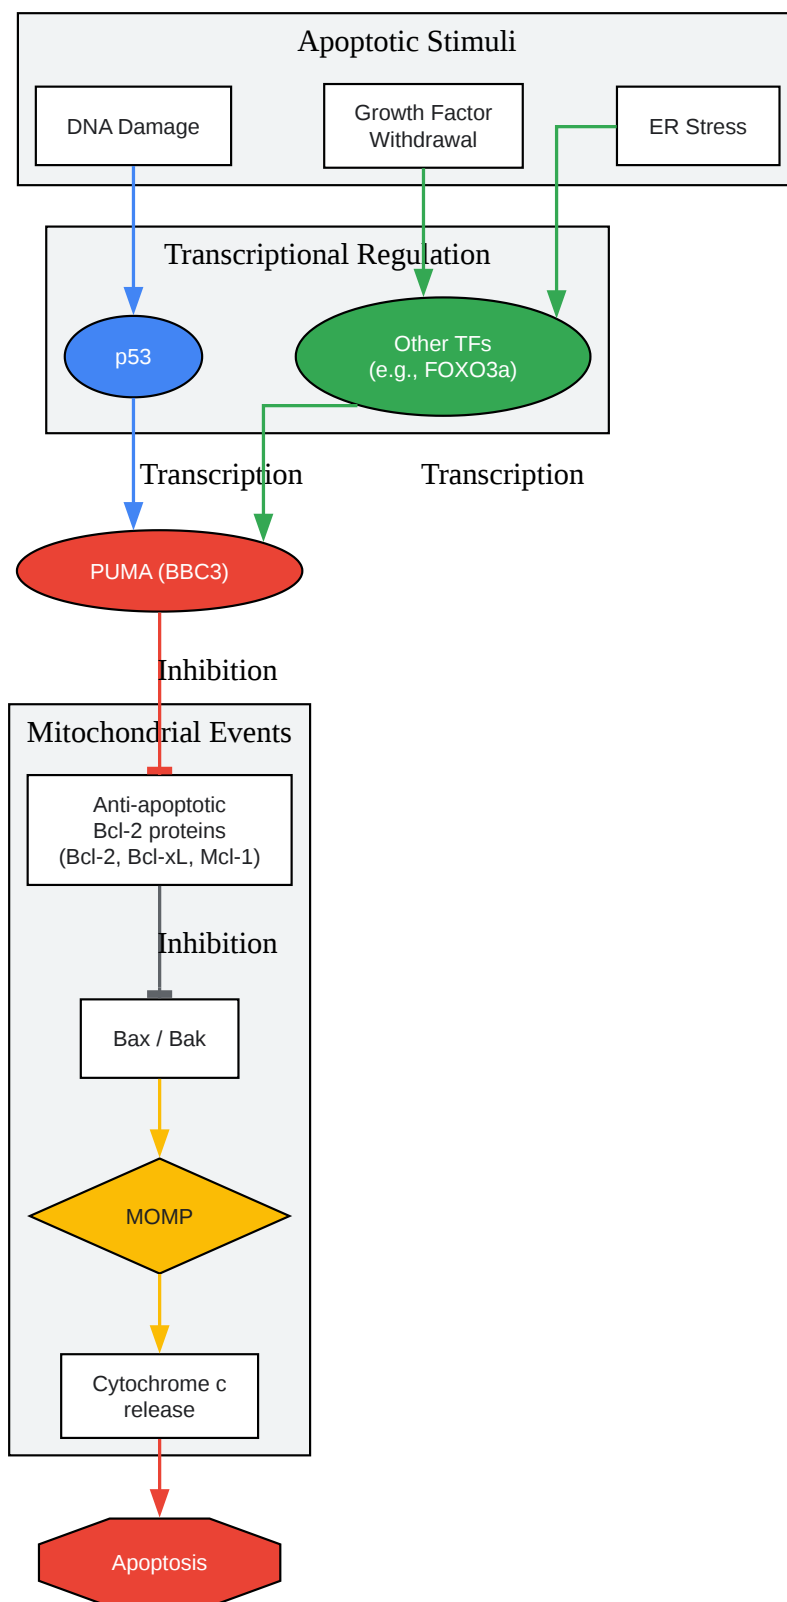 Apoptotic Stimuli
DNA Damage
Growth Factor
Withdrawal
ER Stress
Transcriptional Regulation
p53
Other TFs
(e.g., FOXO3a)
Transcription
Transcription
PUMA (BBC3)
Inhibition
Mitochondrial Events
Anti-apoptotic
Bcl-2 proteins
(Bcl-2, Bcl-xL, Mcl-1)
Inhibition
Bax / Bak
MOMP
Cytochrome c
release
Apoptosis